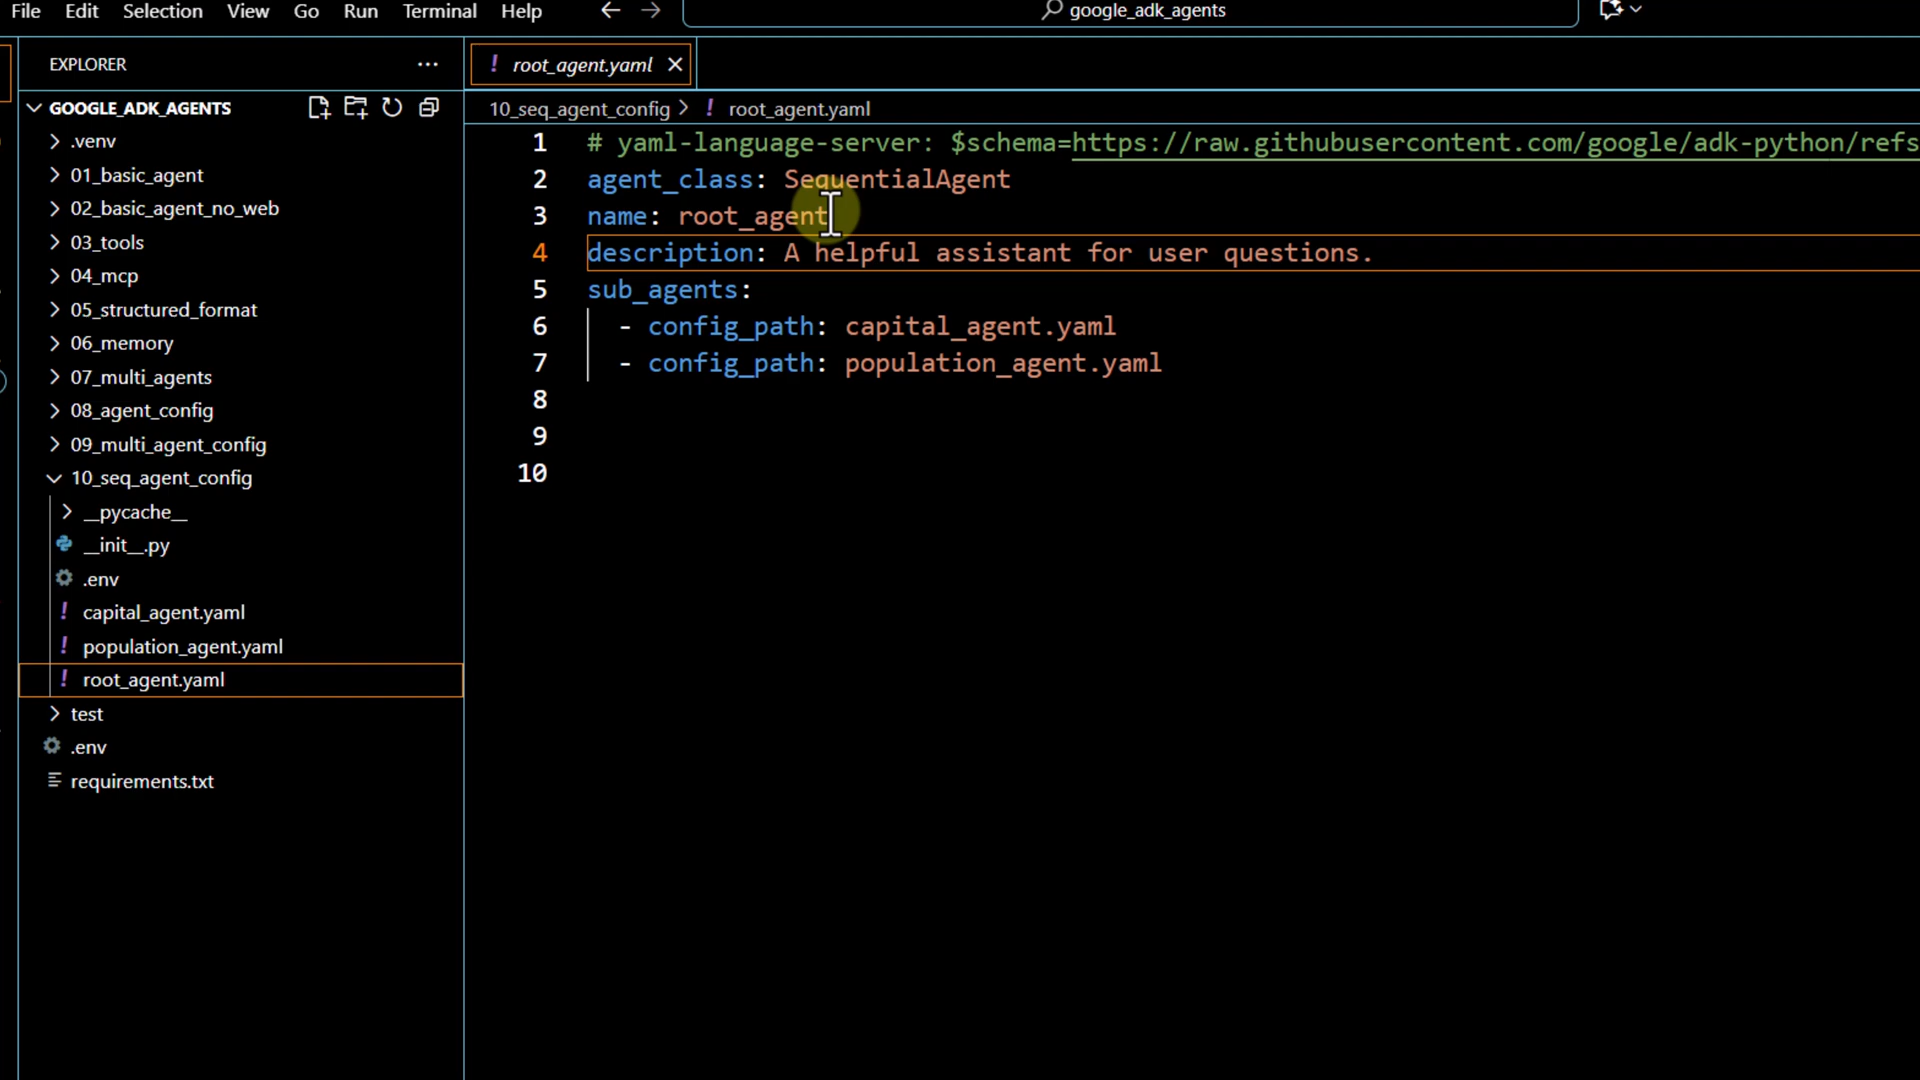 File Edit Selection View Go Run Terminal Help google_adk_agents
EXPLORER
GOOGLE_ADK_AGENTS
.venv
01_basic_agent
02_basic_agent_no_web
03_tools
04_mcp
05_structured_format
06_memory
07_multi_agents
08_agent_config
09_multi_agent_config
10_seq_agent_config
__pycache__
__init__.py
.env
! capital_agent.yaml
! population_agent.yaml
! root_agent.yaml
test
.env
requirements.txt
! root_agent.yaml
10_seq_agent_config > ! root_agent.yaml
1 # yaml-language-server: $schema=https://raw.githubusercontent.com/google/adk-python/refs
2 agent_class: SequentialAgent
3 name: root_agent
4 description: A helpful assistant for user questions.
5 sub_agents:
6 - config_path: capital_agent.yaml
7 - config_path: population_agent.yaml
8
9
10